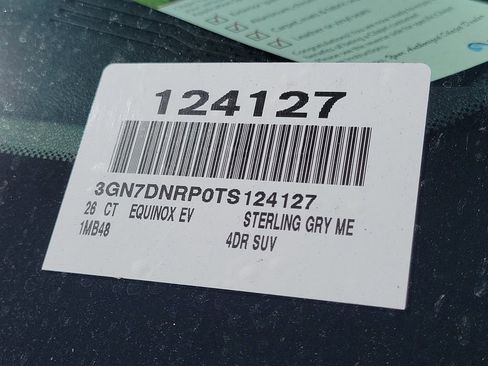 124127
3GN7DNRP0TS124127
26 CT EQUINOX EV STERLING GRY ME
1MB48 4DR SUV